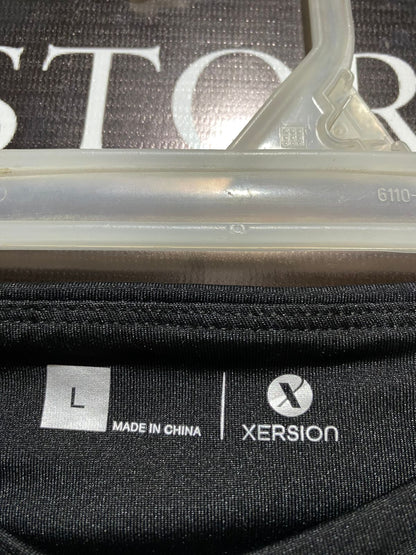 STOR
6110-
L
MADE IN CHINA
X
XERSION